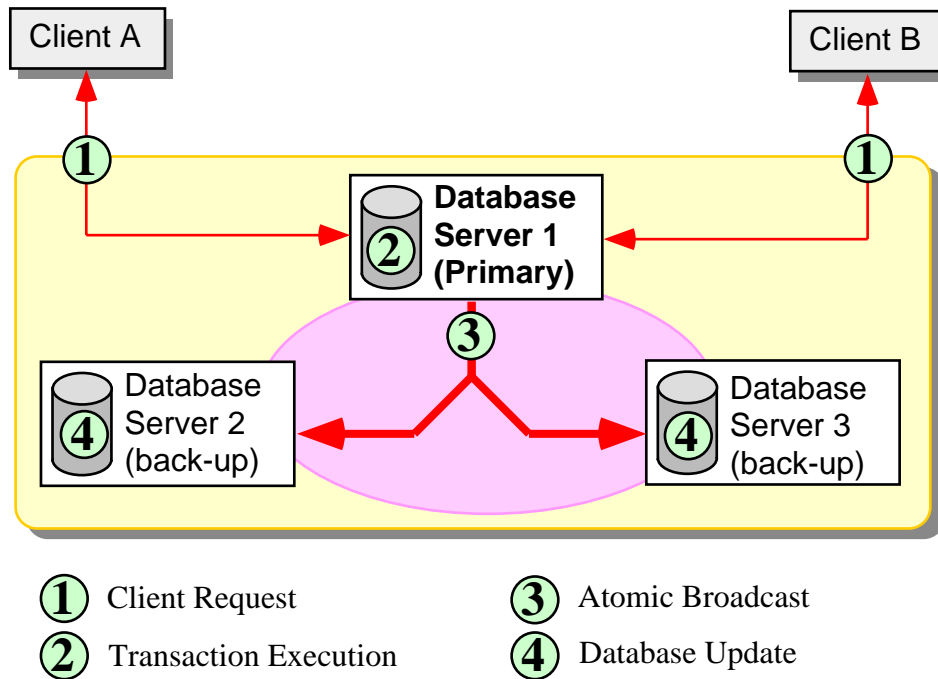 Client A
Client B
1
1
Database
Server 1
(Primary)
2
3
Database
Server 2
(back-up)
4
Database
Server 3
(back-up)
4
1 Client Request
3 Atomic Broadcast
2 Transaction Execution
4 Database Update